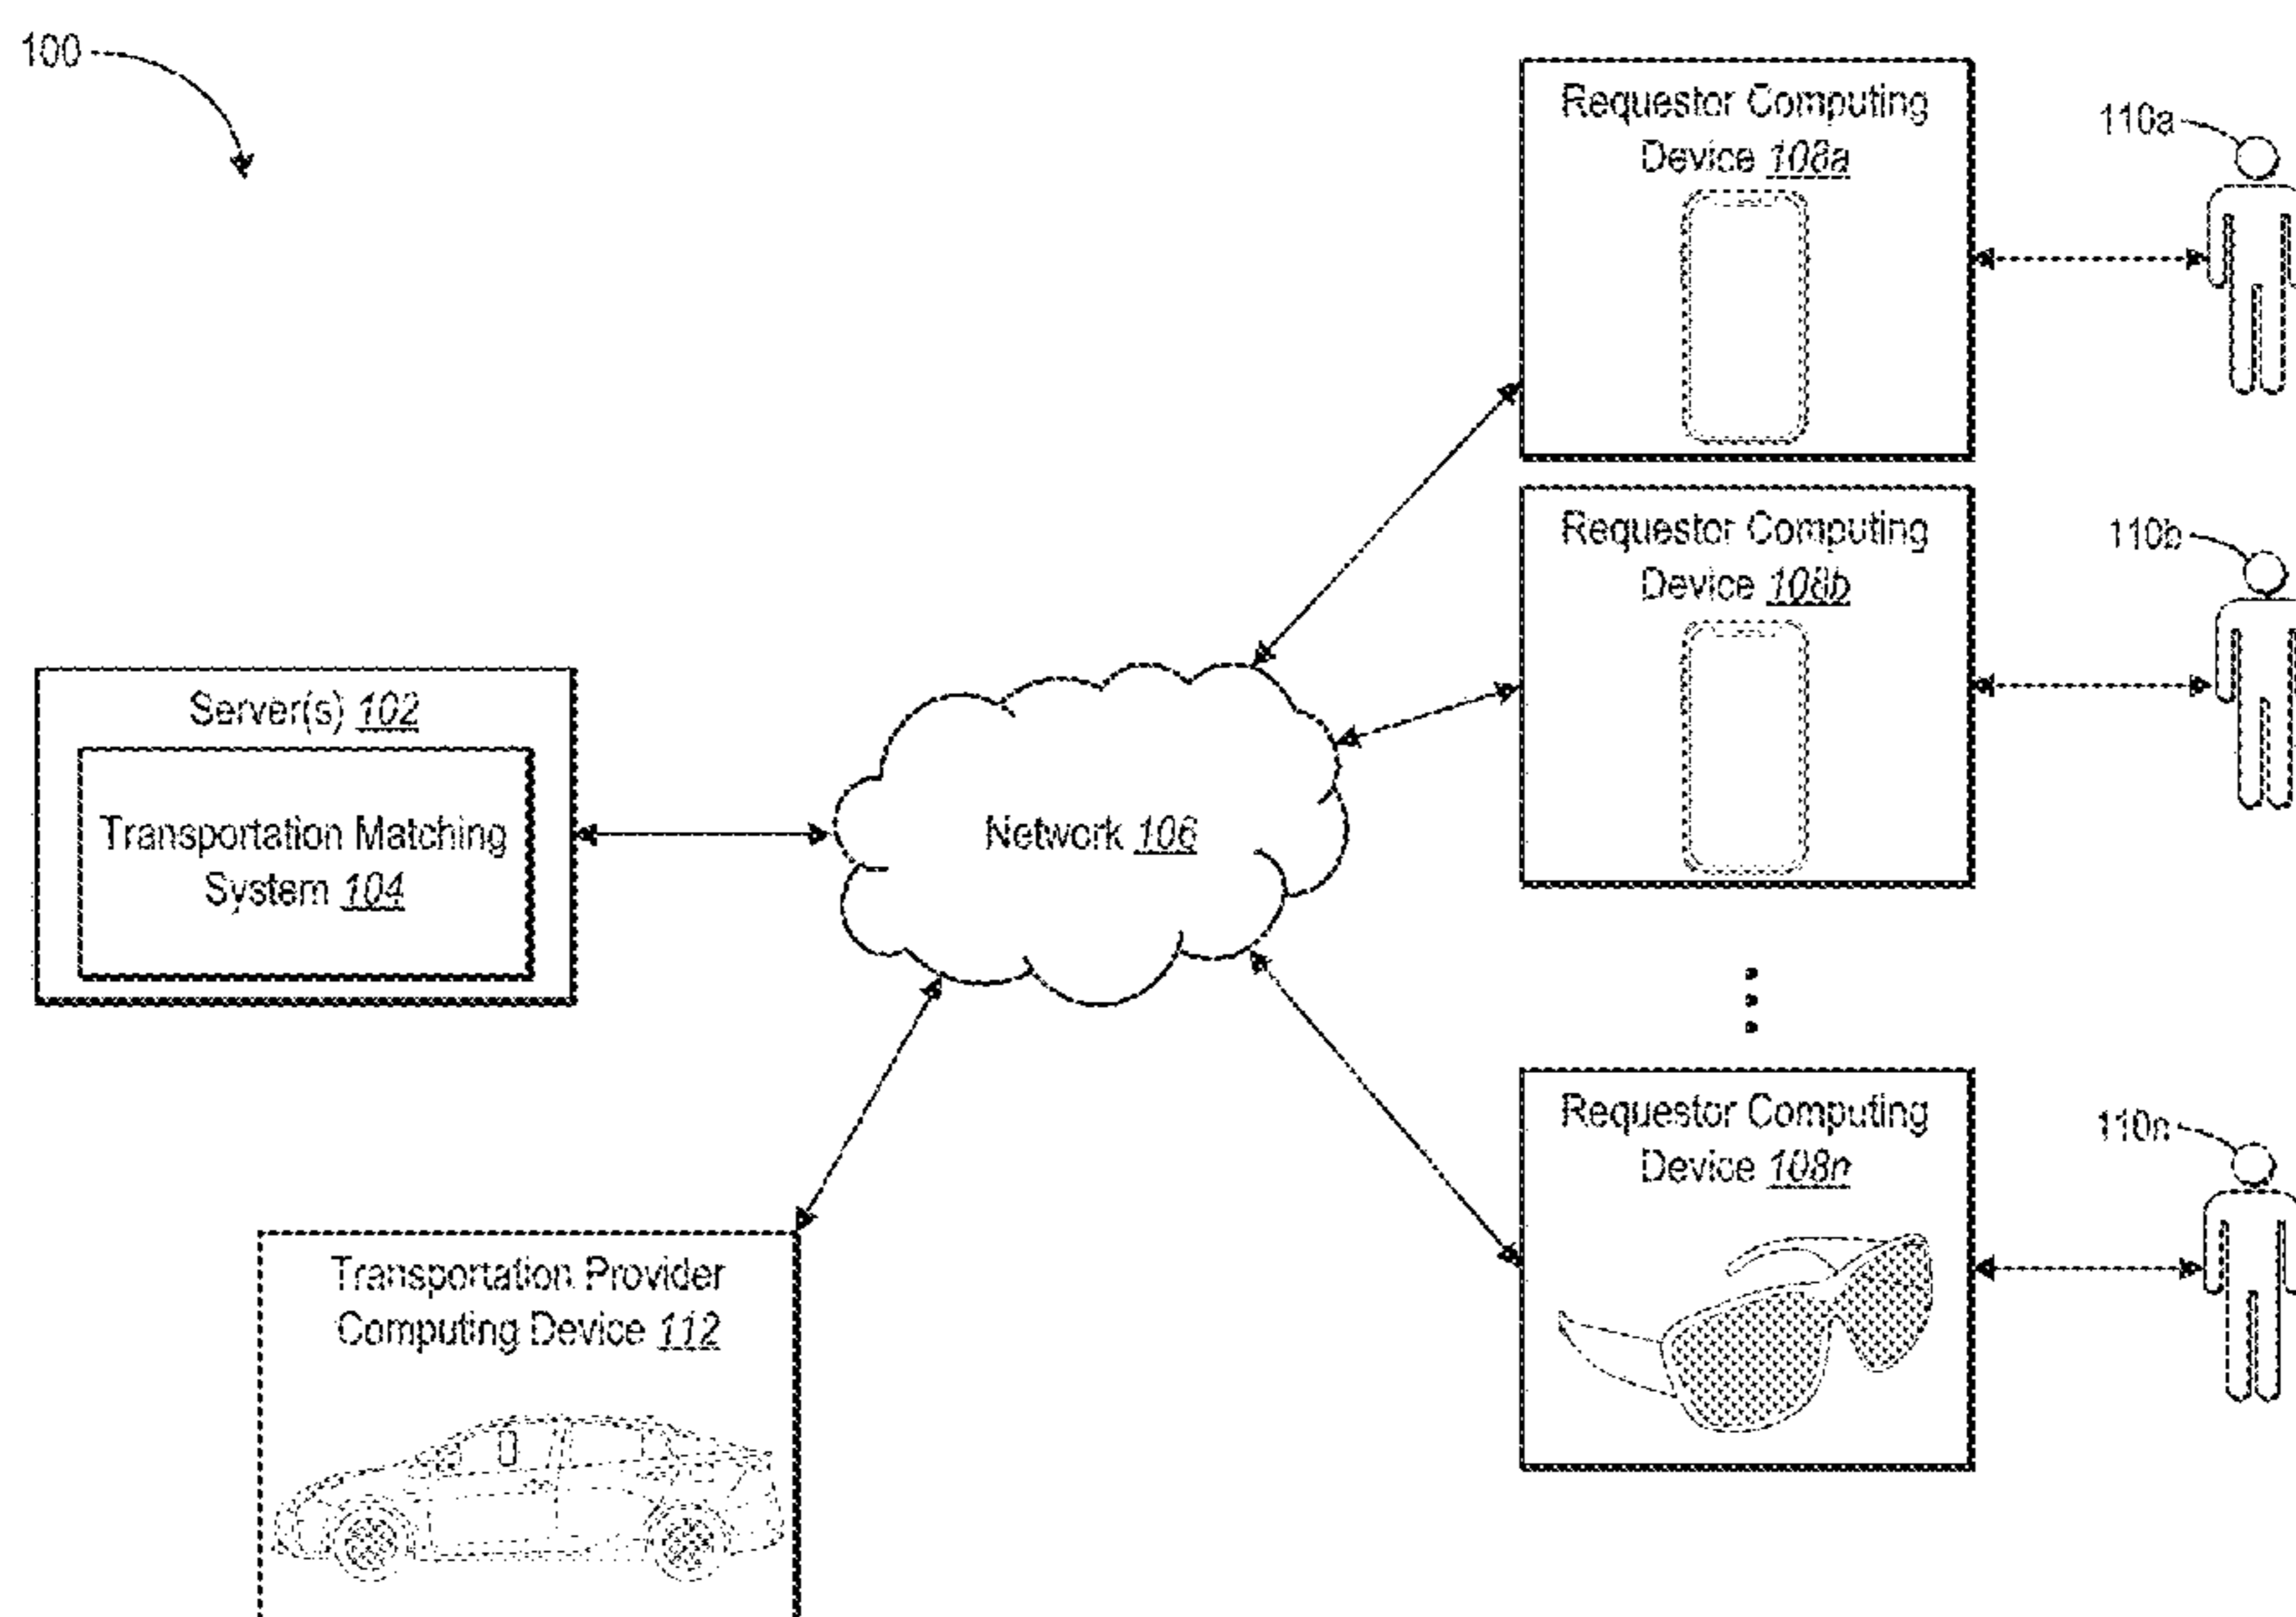 100
Requestor Computing
Device 108a
110a
Requestor Computing
Device 108b
110b
Server(s) 102
Transportation Matching
System 104
Network 106
Requestor Computing
Device 108n
110n
Transportation Provider
Computing Device 112